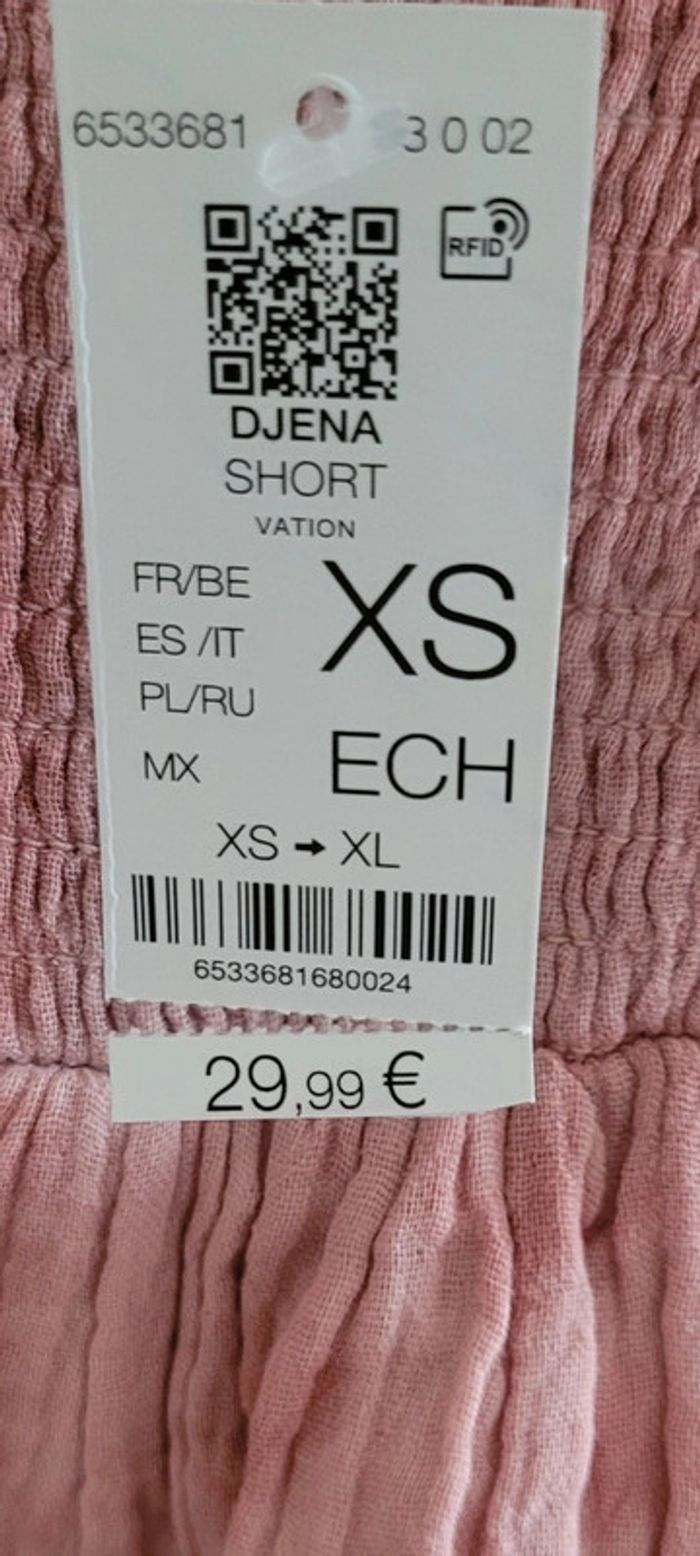 6533681 3 0 02
RFID
DJENA
SHORT
VATION
FR/BE XS
ES /IT
PL/RU
MX ECH
XS → XL
6533681680024
29,99 €